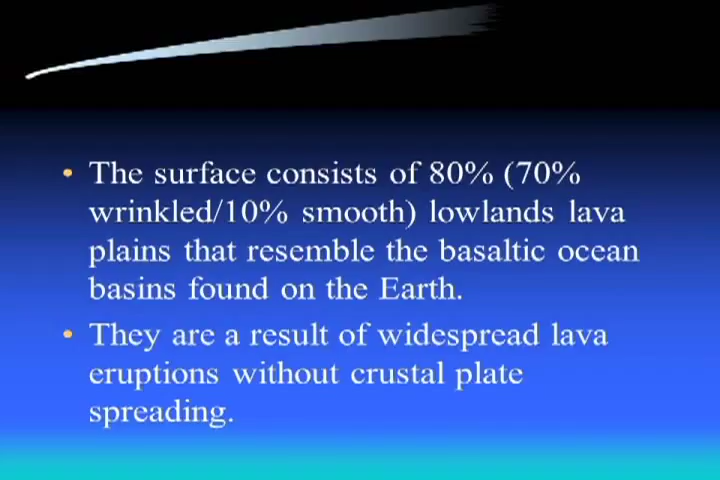 • The surface consists of 80% (70%
wrinkled/10% smooth) lowlands lava
plains that resemble the basaltic ocean
basins found on the Earth.
• They are a result of widespread lava
eruptions without crustal plate
spreading.